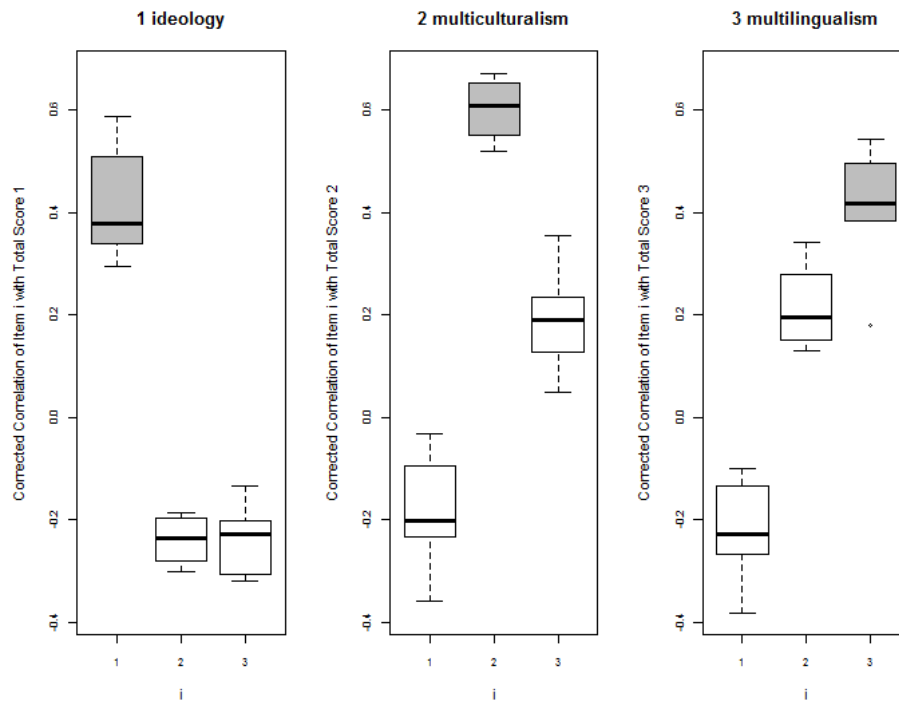 1 ideology
Corrected Correlation of Item i with Total Score 1
0.6
0.4
0.2
0.0
-0.2
-0.4
1 2 3
i
2 multiculturalism
Corrected Correlation of Item i with Total Score 2
0.6
0.4
0.2
0.0
-0.2
-0.4
1 2 3
i
3 multilingualism
Corrected Correlation of Item i with Total Score 3
0.6
0.4
0.2
0.0
-0.2
-0.4
1 2 3
i